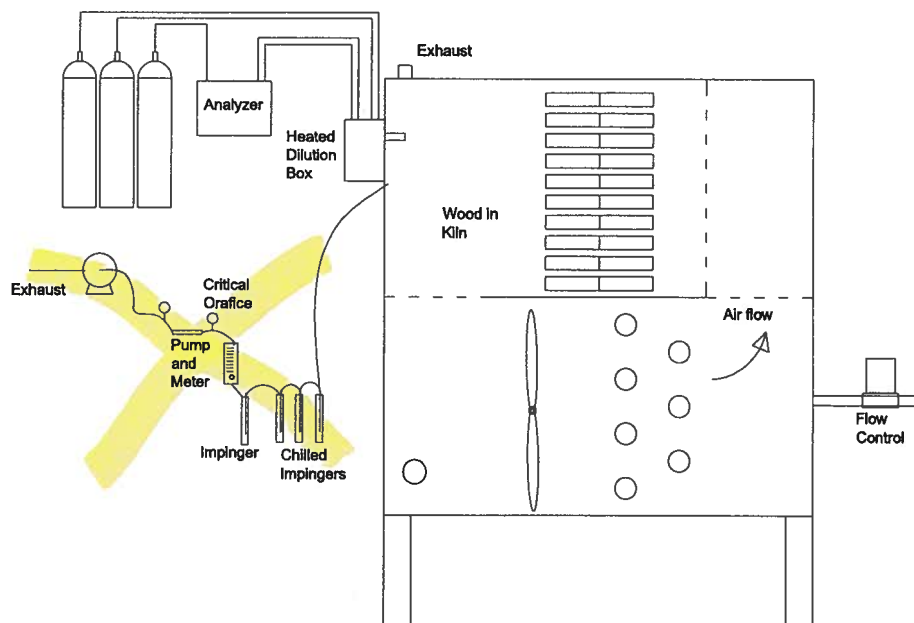 Exhaust
Analyzer
Heated
Dilution
Box
Wood in
Kiln
Exhaust
Critical
Orafice
Pump
and
Meter
Air flow
Flow
Control
Impinger
Chilled
Impingers